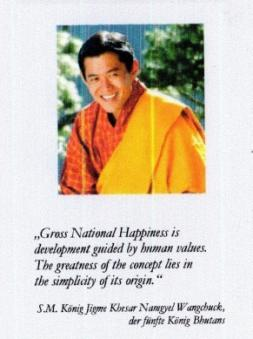 „Gross National Happiness is
development guided by human values.
The greatness of the concept lies in
the simplicity of its origin.“
S.M. König Jigme Khesar Namgyel Wangchuck,
der fünfte König Bhutans